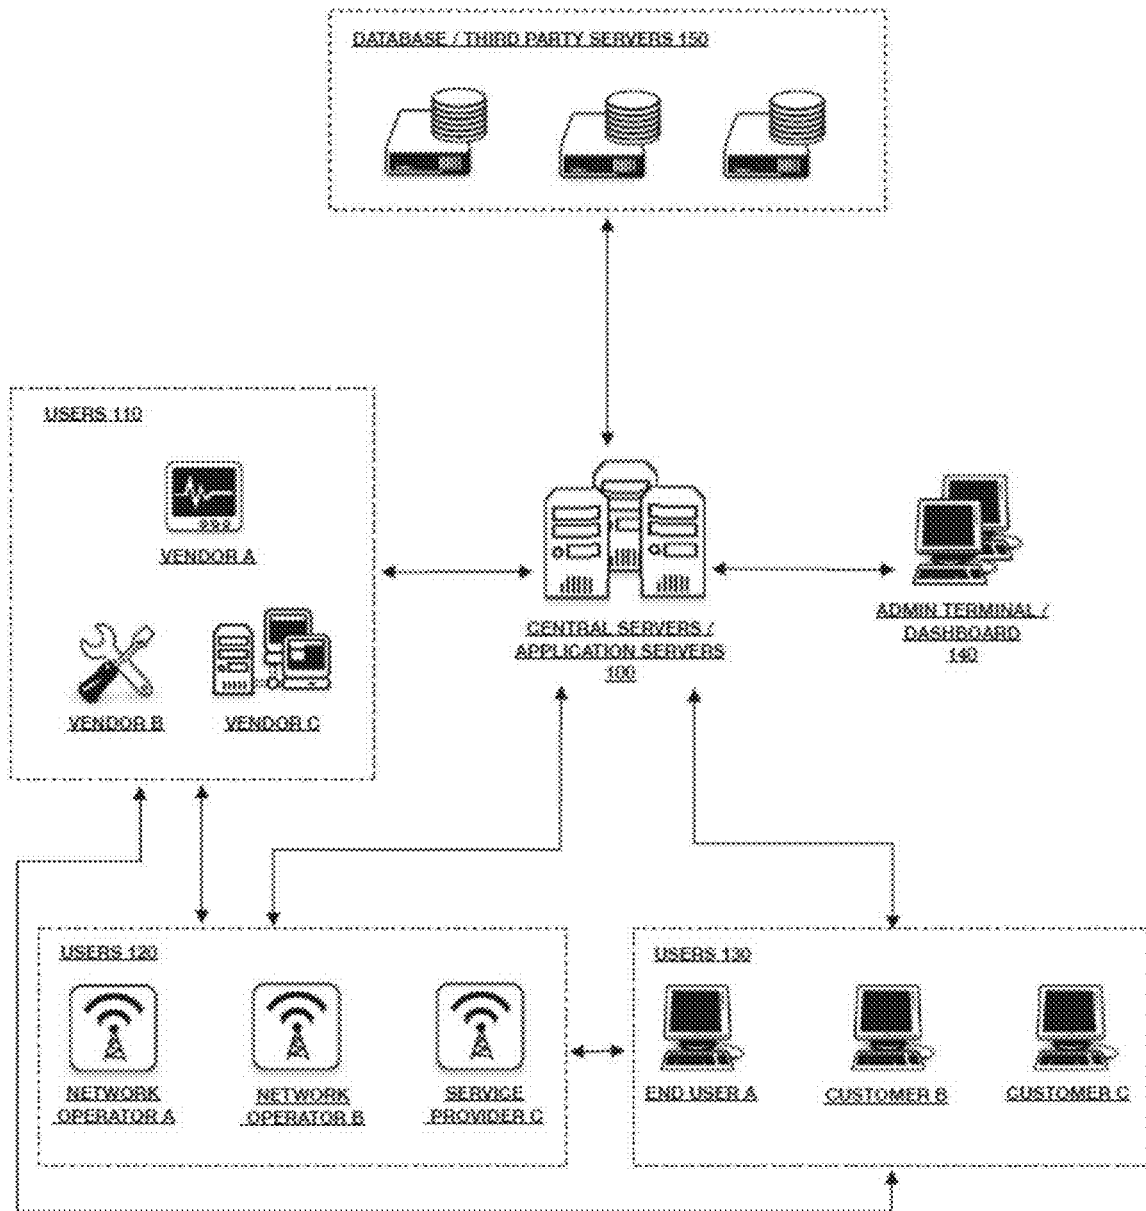 DATABASE / THIRD PARTY SERVERS 150
USERS 110
VENDOR A
VENDOR B
VENDOR C
CENTRAL SERVERS /
APPLICATION SERVERS
100
ADMIN TERMINAL /
DASHBOARD
140
USERS 120
NETWORK
OPERATOR A
NETWORK
OPERATOR B
SERVICE
PROVIDER C
USERS 130
END USER A
CUSTOMER B
CUSTOMER C